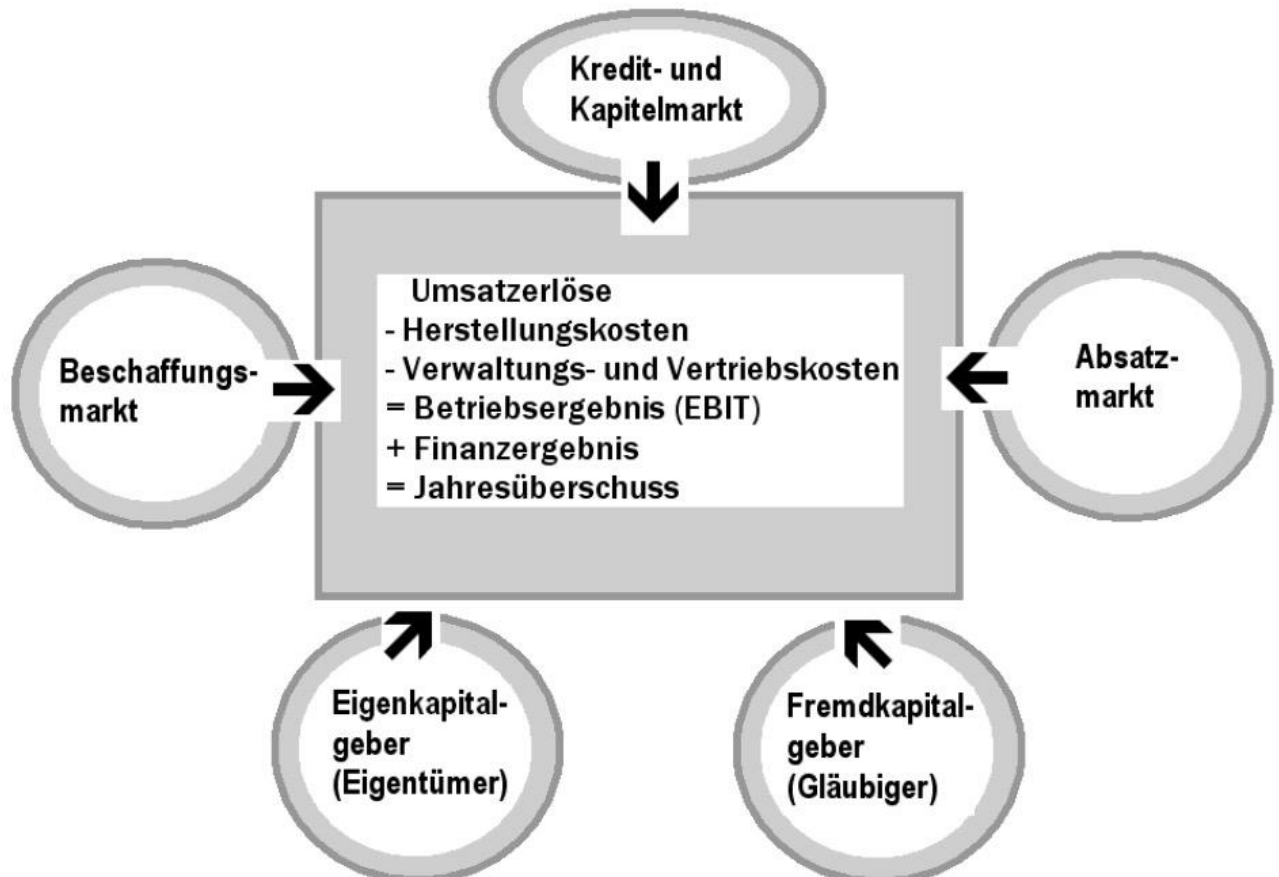 Kredit- und
Kapitelmarkt
Umsatzerlöse
- Herstellungskosten
- Verwaltungs- und Vertriebskosten
= Betriebsergebnis (EBIT)
+ Finanzergebnis
= Jahresüberschuss
Beschaffungs-
markt
Absatz-
markt
Eigenkapital-
geber
(Eigentümer)
Fremdkapital-
geber
(Gläubiger)